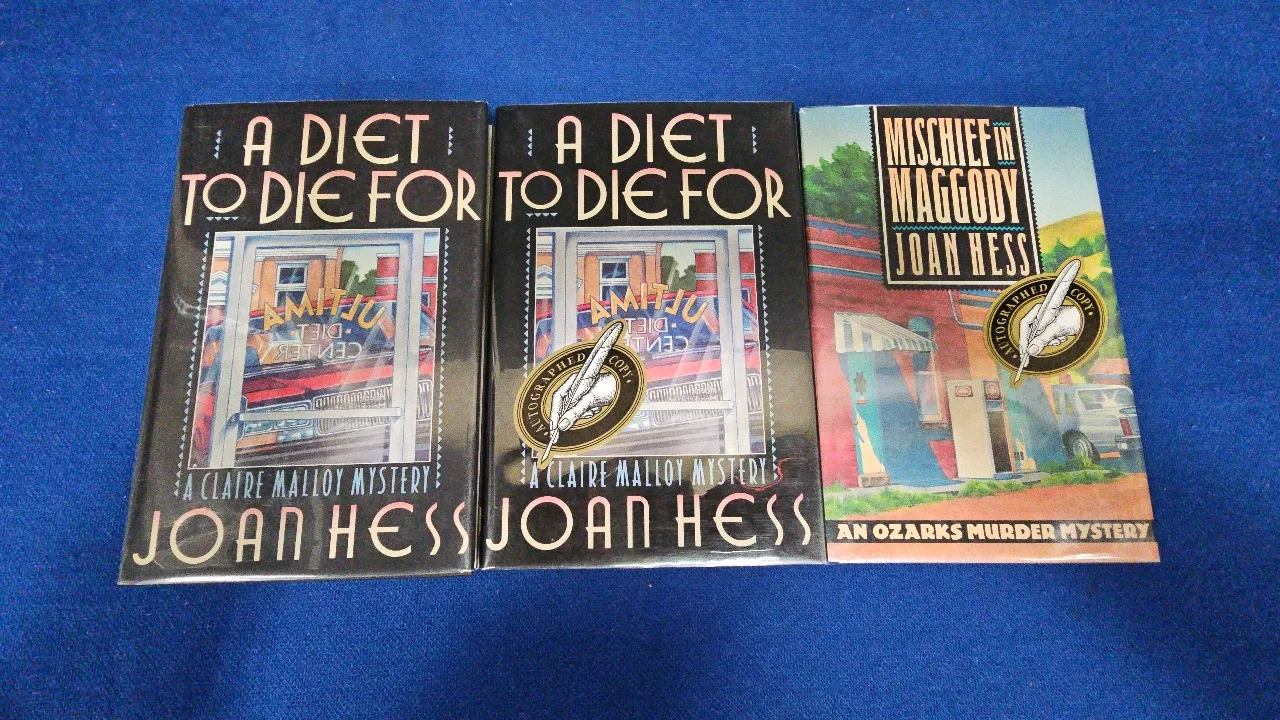 A DIET
TO DIE FOR
ULTIMA
DIET
CENTER
A CLAIRE MALLOY MYSTERY
JOAN HESS
A DIET
TO DIE FOR
ULTIMA
DIET
CENTER
AUTOGRAPHED COPY
A CLAIRE MALLOY MYSTERY
JOAN HESS
MISCHIEF IN
MAGGODY
JOAN HESS
AUTOGRAPHED COPY
AN OZARKS MURDER MYSTERY